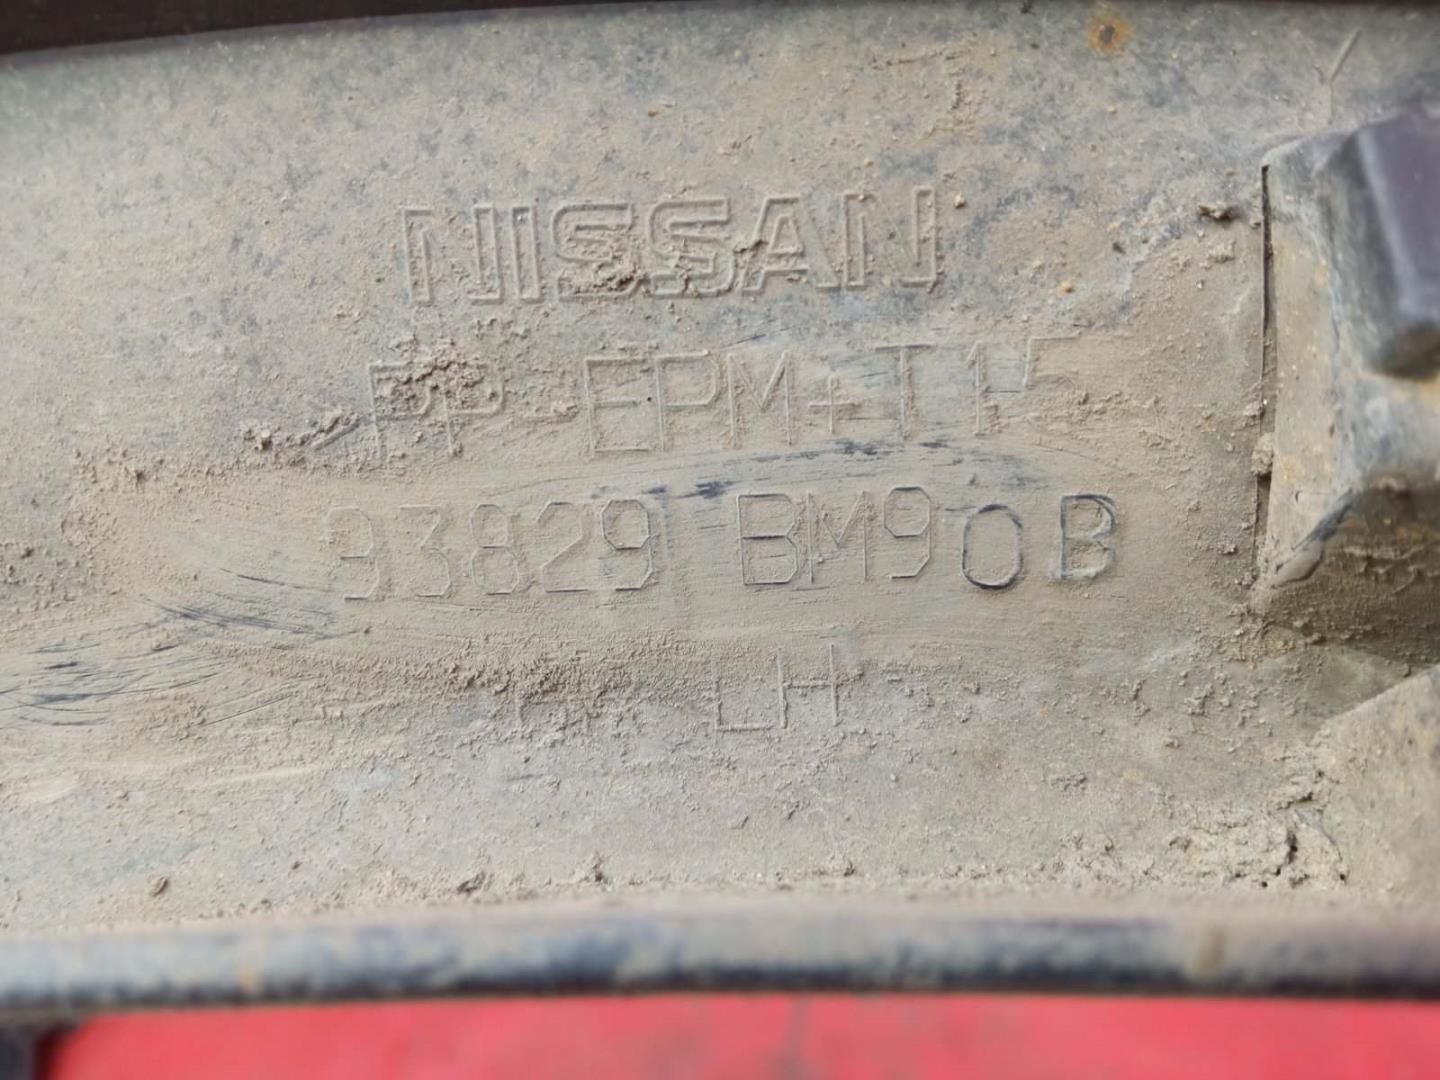 NISSAN
PP-EPM+T15
93829 BM90B
LH